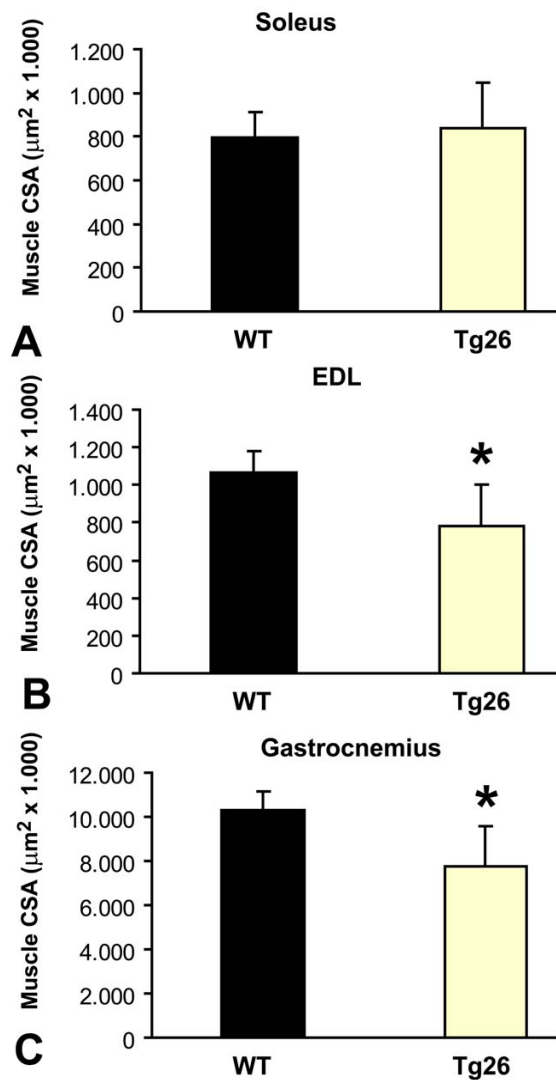 Soleus
Muscle CSA (µm² x 1.000)
1.200
1.000
800
600
400
200
0
WT Tg26
A
EDL
Muscle CSA (µm² x 1.000)
1.400
1.200
1.000
800
600
400
200
0
*
WT Tg26
B
Gastrocnemius
Muscle CSA (µm² x 1.000)
12.000
10.000
8.000
6.000
4.000
2.000
0
*
WT Tg26
C